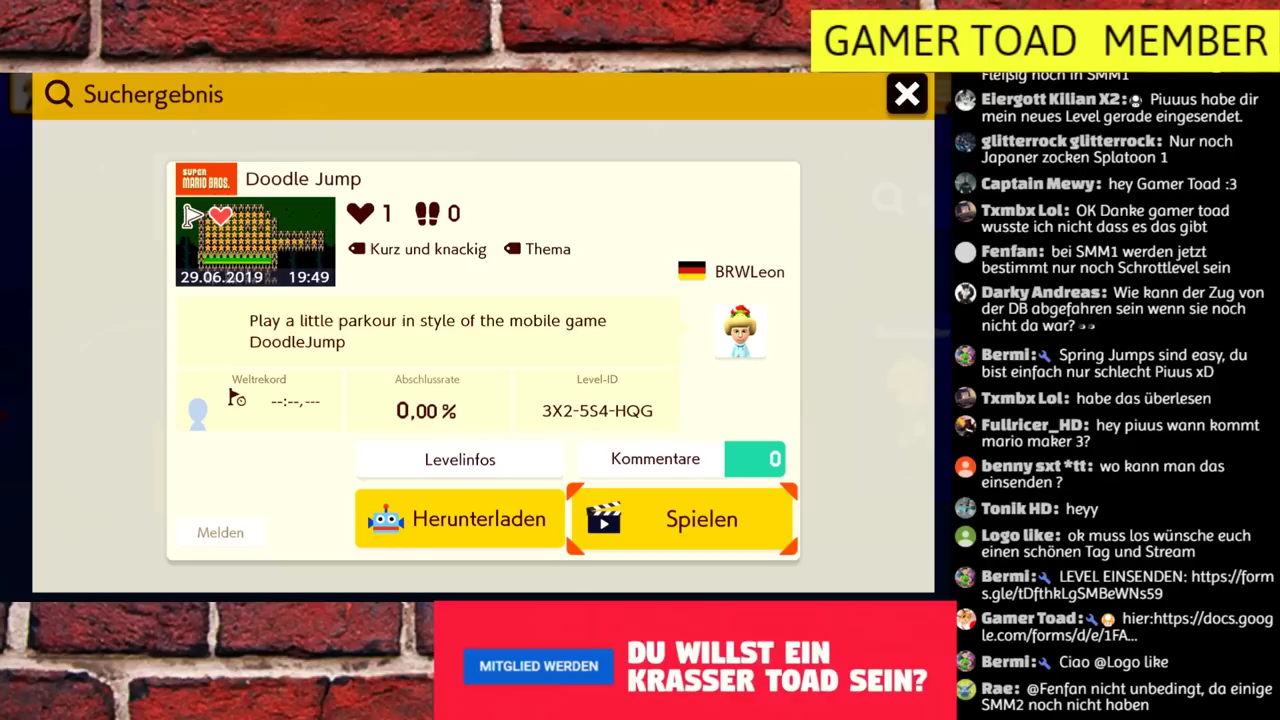 GAMER TOAD MEMBER
Suchergebnis
SUPER
MARIO BROS.
Doodle Jump
1
0
Kurz und knackig
Thema
29.06.2019 19:49
BRWLeon
Play a little parkour in style of the mobile game
DoodleJump
Weltrekord
--:--,---
Abschlussrate
0,00 %
Level-ID
3X2-5S4-HQG
Levelinfos
Kommentare 0
Melden
Herunterladen
Spielen
MITGLIED WERDEN
DU WILLST EIN
KRASSER TOAD SEIN?
Fleißig noch in SMM1
Eiergott Kilian X2: Piuuus habe dir
mein neues Level gerade eingesendet.
glitterrock glitterrock: Nur noch
Japaner zocken Splatoon 1
Captain Mewy: hey Gamer Toad :3
Txmbx Lol: OK Danke gamer toad
wusste ich nicht dass es das gibt
Fenfan: bei SMM1 werden jetzt
bestimmt nur noch Schrottlevel sein
Darky Andreas: Wie kann der Zug von
der DB abgefahren sein wenn sie noch
nicht da war?
Bermi: Spring Jumps sind easy, du
bist einfach nur schlecht Piuus xD
Txmbx Lol: habe das überlesen
Fullricer_HD: hey piuus wann kommt
mario maker 3?
benny sxt *tt: wo kann man das
einsenden ?
Tonik HD: heyy
Logo like: ok muss los wünsche euch
einen schönen Tag und Stream
Bermi: LEVEL EINSENDEN: https://form
s.gle/tDfthkLgSMBeWNs59
Gamer Toad: hier:https://docs.goog
le.com/forms/d/e/1FA...
Bermi: Ciao @Logo like
Rae: @Fenfan nicht unbedingt, da einige
SMM2 noch nicht haben